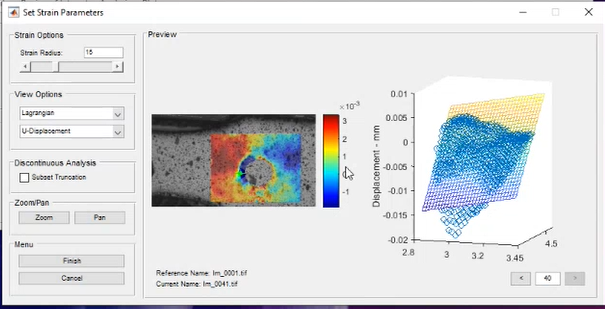 Set Strain Parameters
Strain Options
Strain Radius: 15
View Options
Lagrangian
U-Displacement
Discontinuous Analysis
Subset Truncation
Zoom/Pan
Zoom Pan
Menu
Finish
Cancel
Preview
×10⁻³
3
2
1
0
-1
Displacement - mm
0.01
0.005
0
-0.005
-0.01
-0.015
-0.02
2.8 3 3.2 3.45
4.5
Reference Name: Im_0001.tif
Current Name: Im_0041.tif
< 40 >